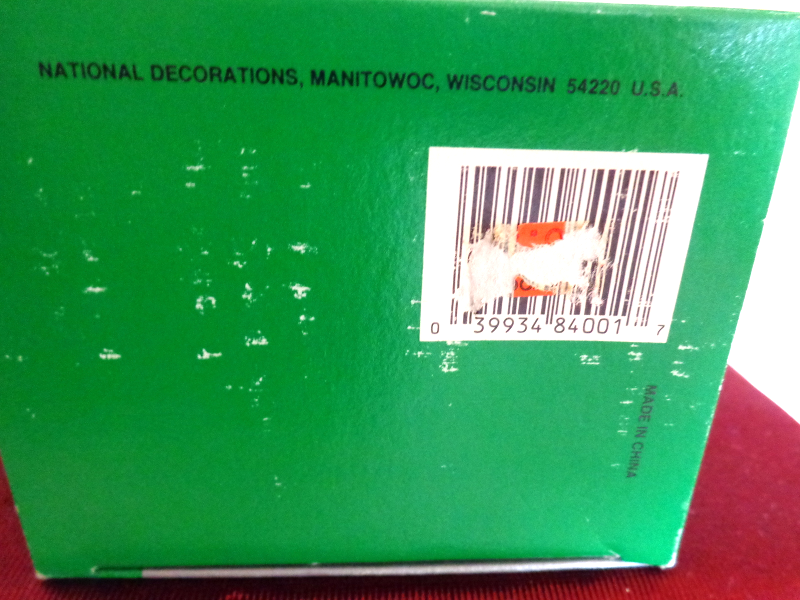 NATIONAL DECORATIONS, MANITOWOC, WISCONSIN 54220 U.S.A.
0 39934 84001 7
MADE IN CHINA